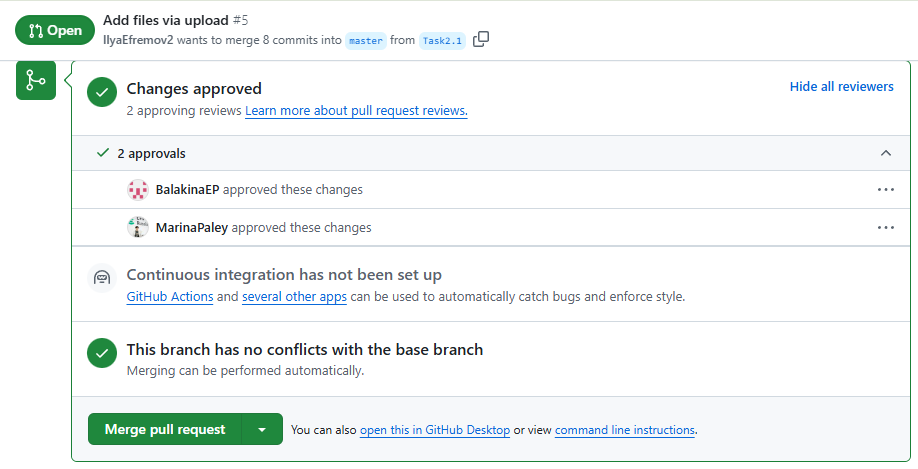 Open
Add files via upload #5
IlyaEfremov2 wants to merge 8 commits into master from Task2.1
Changes approved
Hide all reviewers
2 approving reviews Learn more about pull request reviews.
2 approvals
BalakinaEP approved these changes
MarinaPaley approved these changes
Continuous integration has not been set up
GitHub Actions and several other apps can be used to automatically catch bugs and enforce style.
This branch has no conflicts with the base branch
Merging can be performed automatically.
Merge pull request
You can also open this in GitHub Desktop or view command line instructions.